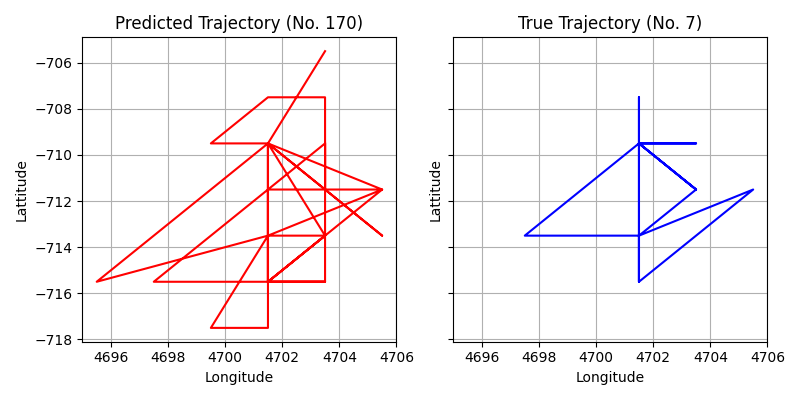 Predicted Trajectory (No. 170)
True Trajectory (No. 7)
−706
−708
−710
−712
−714
−716
−718
Lattitude
Lattitude
4696 4698 4700 4702 4704 4706
4696 4698 4700 4702 4704 4706
Longitude
Longitude